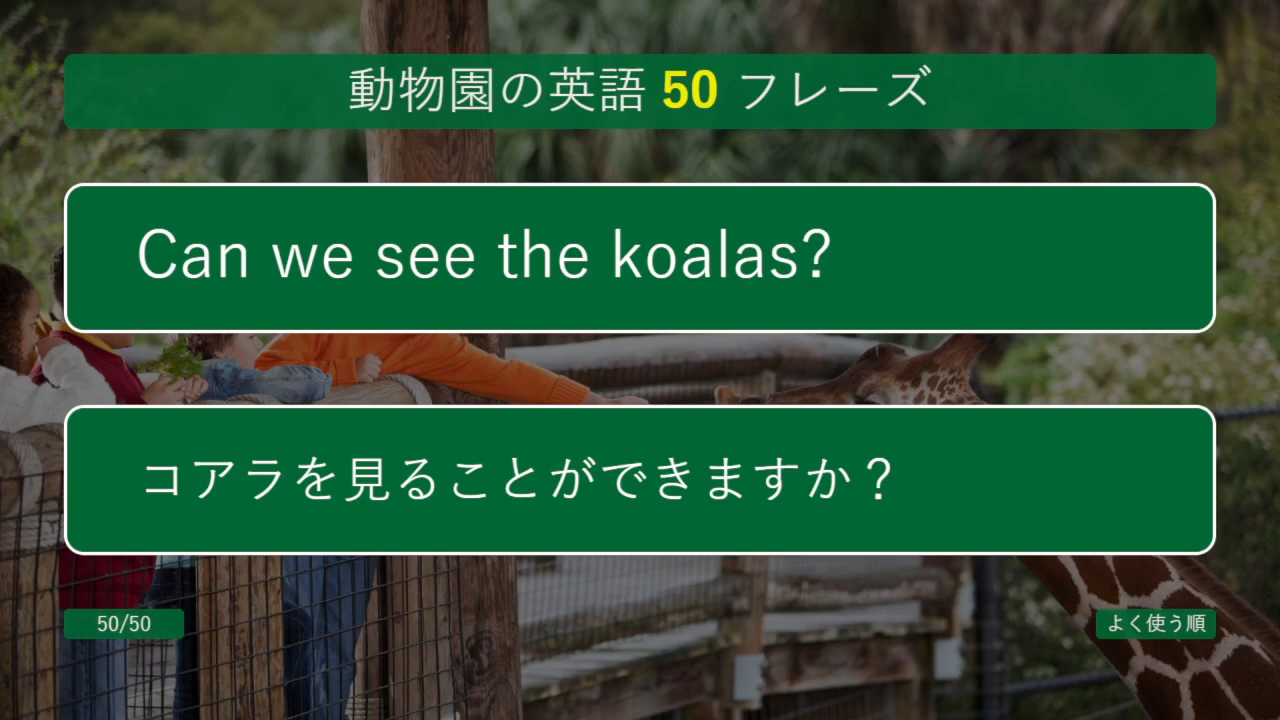 動物園の英語 50 フレーズ
Can we see the koalas?
コアラを見ることができますか？
50/50
よく使う順